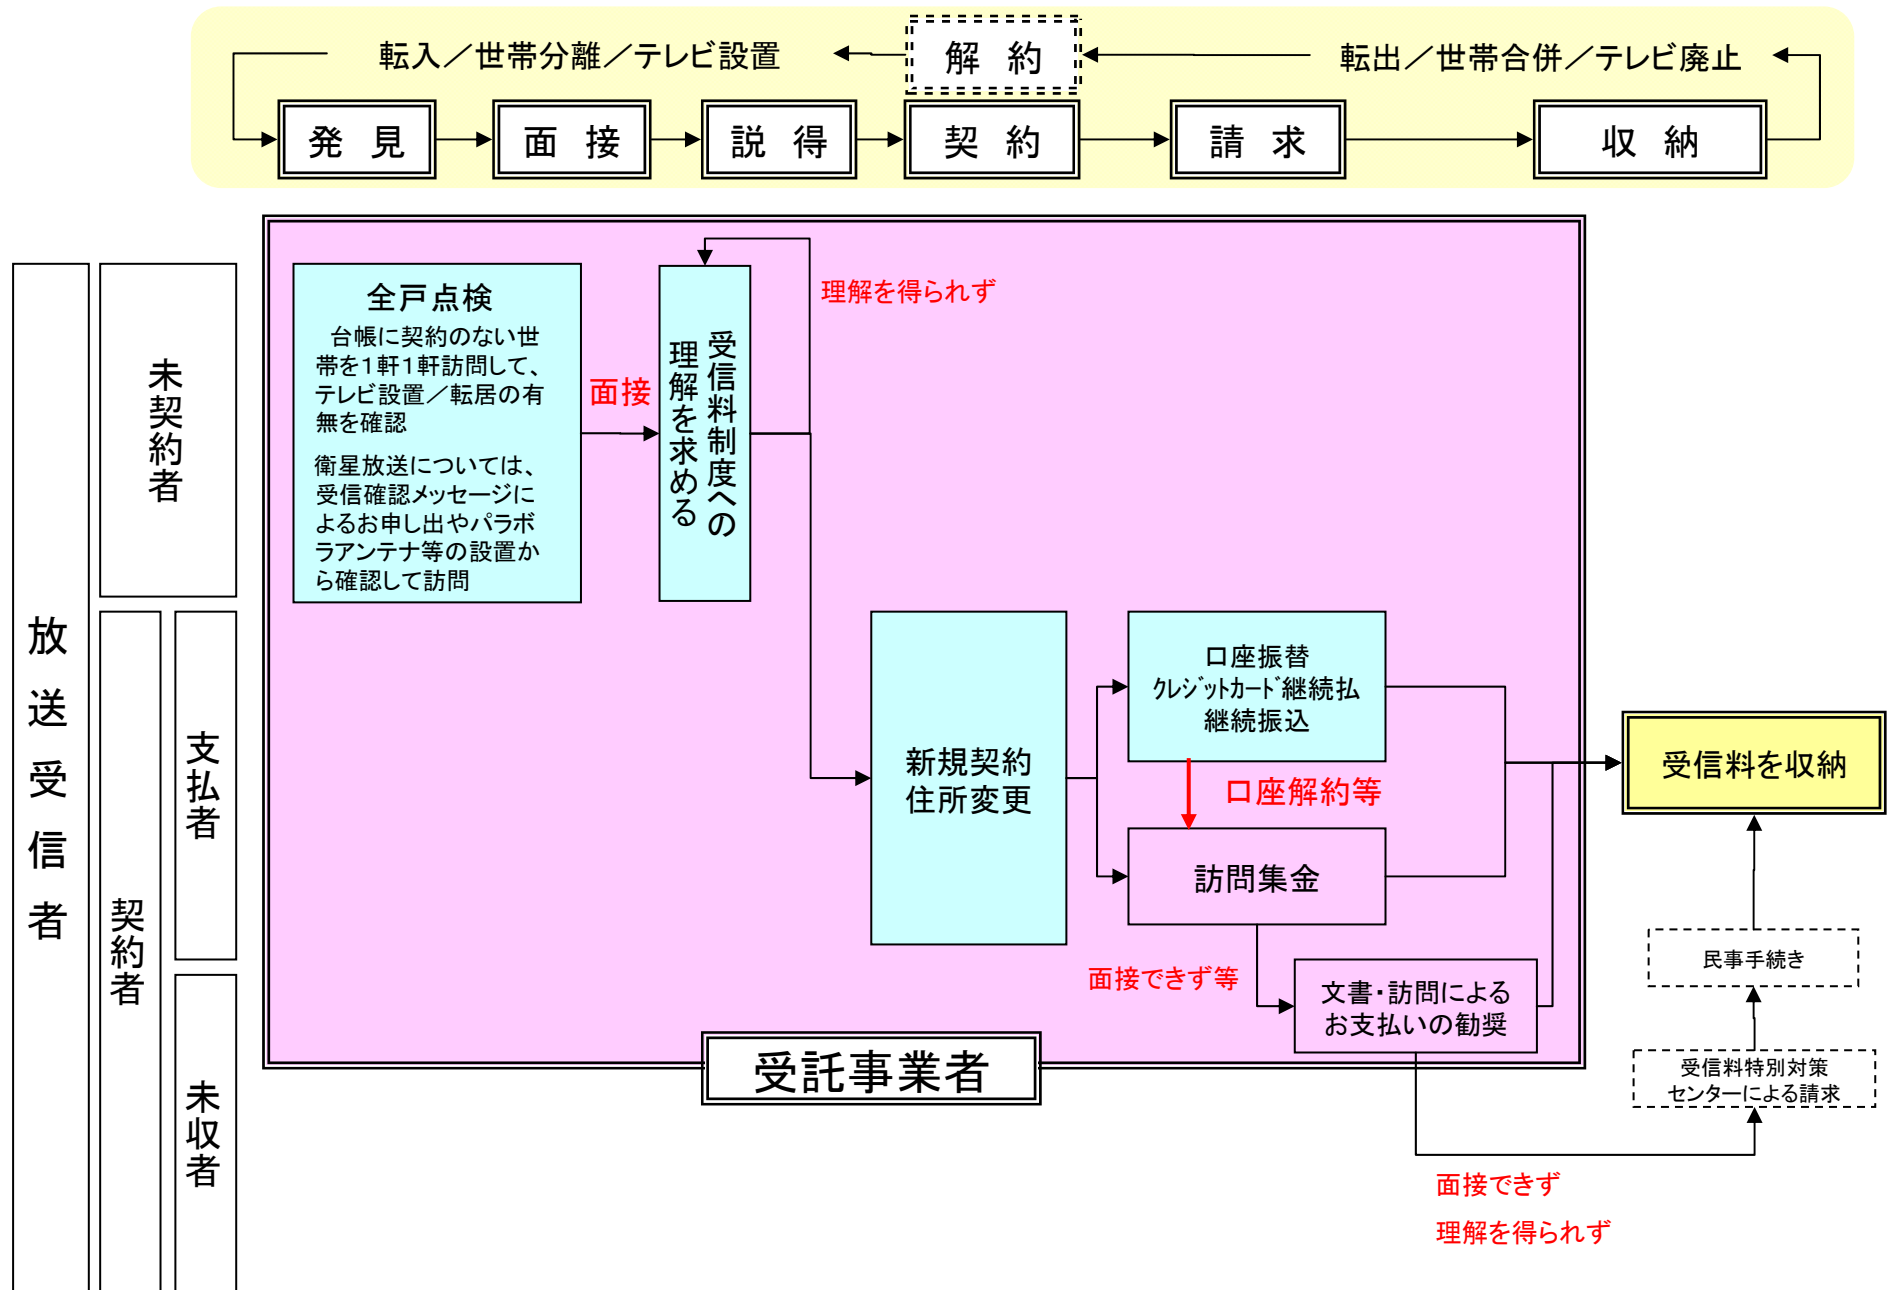 転入／世帯分離／テレビ設置
解 約
転出／世帯合併／テレビ廃止
発 見
面 接
説 得
契 約
請 求
収 納
放送受信者
未契約者
契約者
支払者
未収者
全戸点検
台帳に契約のない世
帯を1軒1軒訪問して、
テレビ設置／転居の有
無を確認
衛星放送については、
受信確認メッセージに
よるお申し出やパラボ
ラアンテナ等の設置か
ら確認して訪問
面接
受信料制度への
理解を求める
理解を得られず
新規契約
住所変更
口座振替
ｸﾚｼﾞｯﾄｶｰﾄﾞ継続払
継続振込
口座解約等
訪問集金
面接できず等
文書・訪問による
お支払いの勧奨
受託事業者
受信料を収納
民事手続き
受信料特別対策
センターによる請求
面接できず
理解を得られず